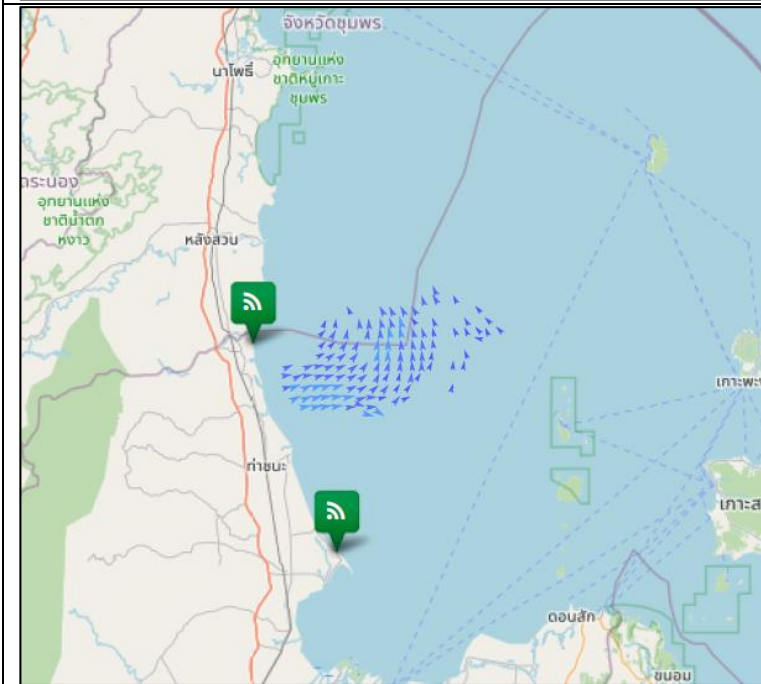 จังหวัดชุมพร
นาโพธิ์
อุทยานแห่ง
ชาติหมู่เกาะ
ชุมพร
ระนอง
อุทยานแห่ง
ชาติน้ำตก
หงาว
หลังสวน
ท่าชนะ
เกาะพะ
เกาะส
ดอนสัก
ขนอม